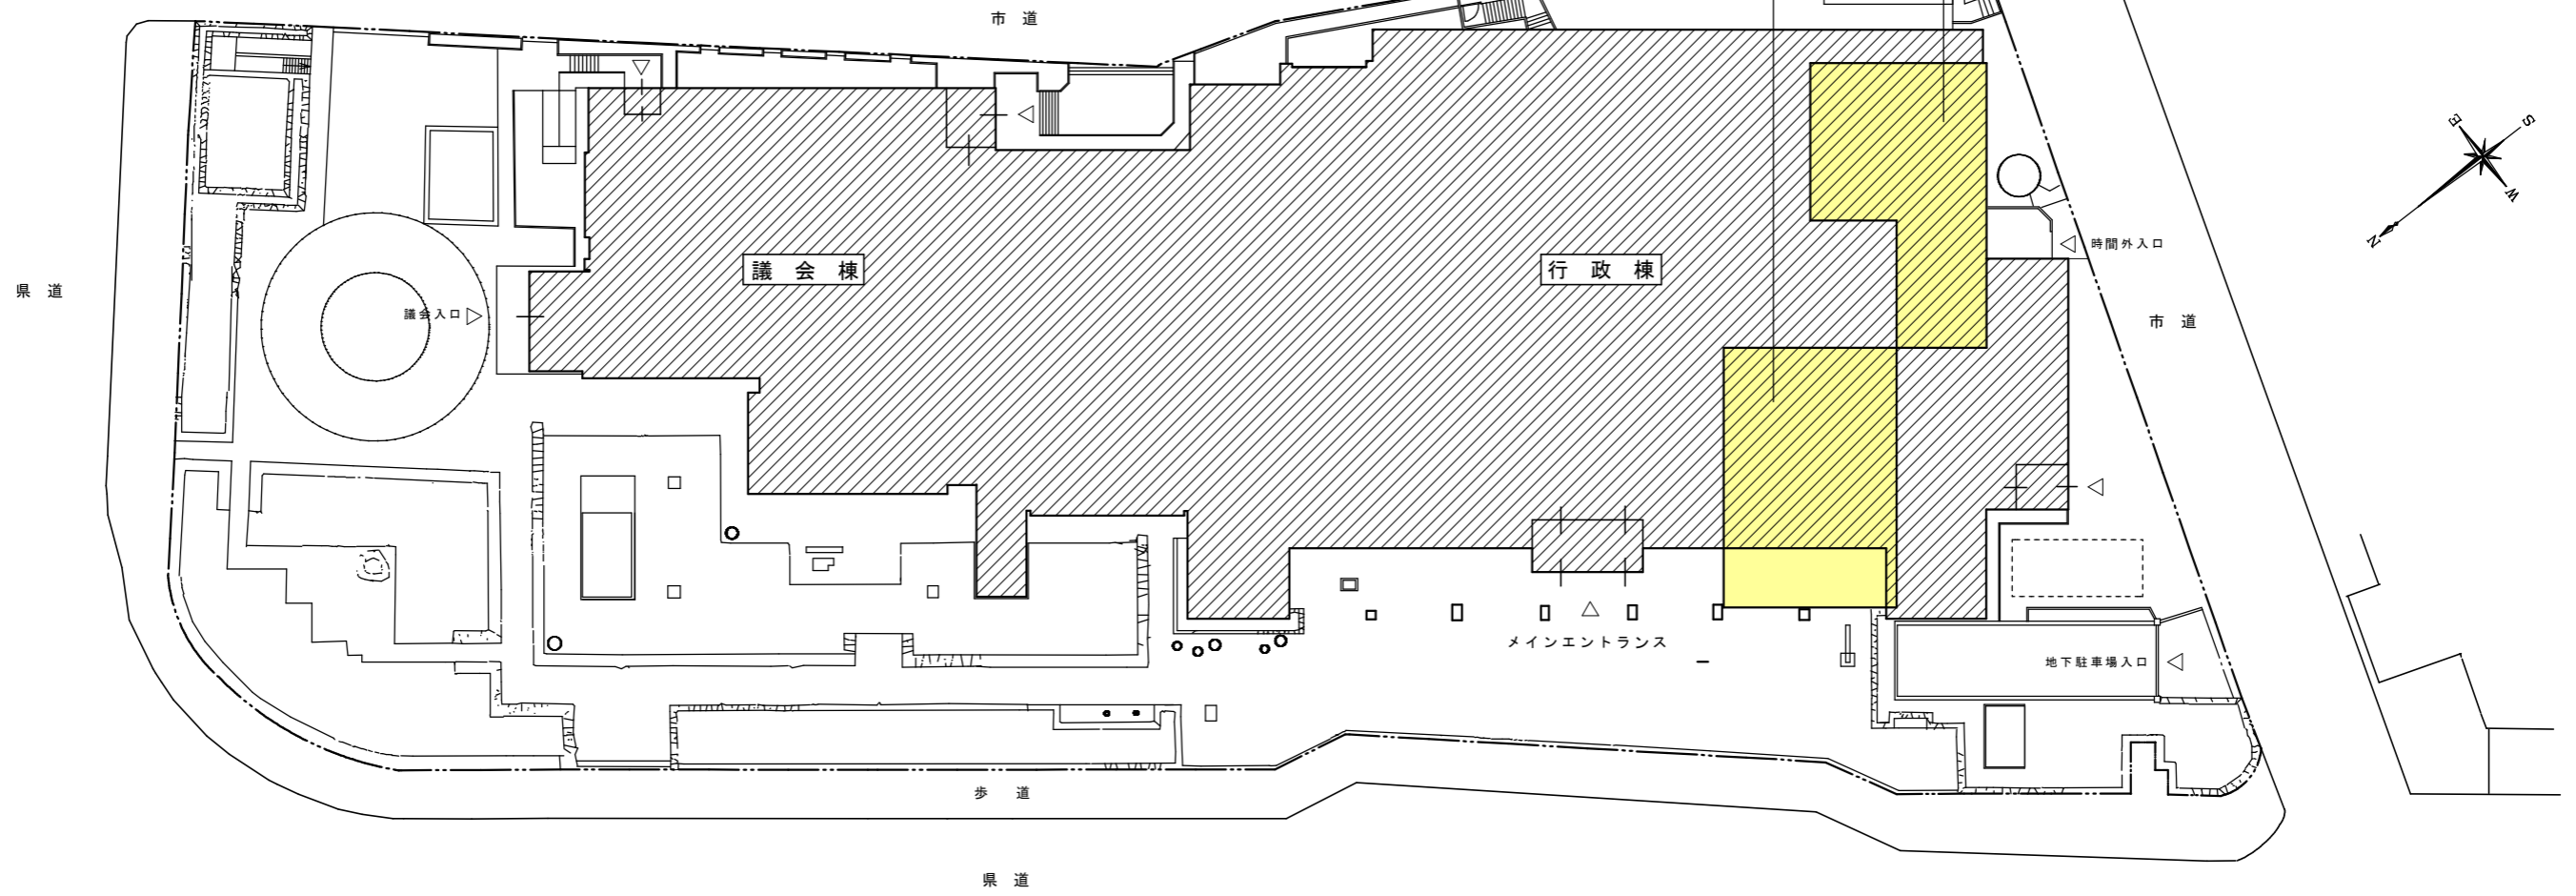 市 道
E
S
W
N
時間外入口
議 会 棟
行 政 棟
県 道
議会入口
市 道
メインエントランス
地下駐車場入口
歩 道
県 道